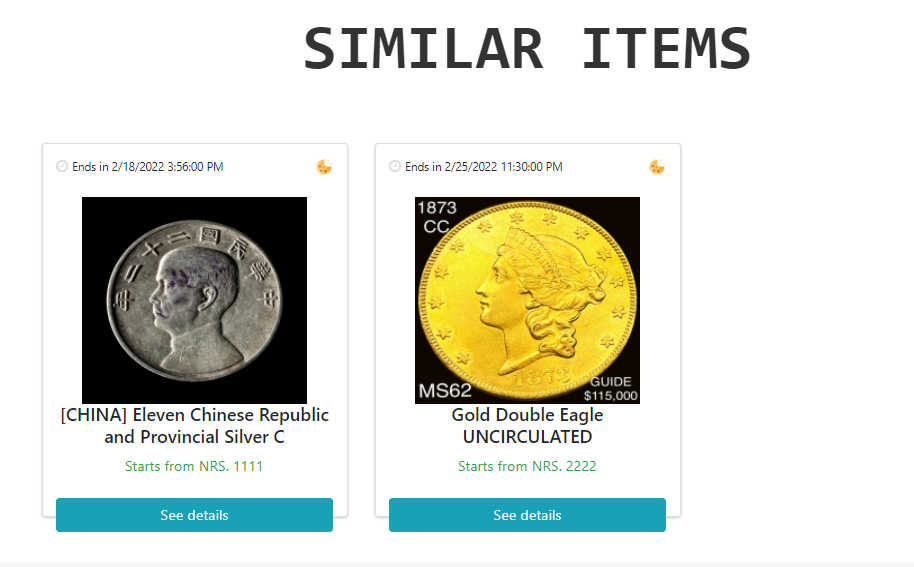 SIMILAR ITEMS
Ends in 2/18/2022 3:56:00 PM
中華民國二十二年
[CHINA] Eleven Chinese Republic
and Provincial Silver C
Starts from NRS. 1111
See details
Ends in 2/25/2022 11:30:00 PM
1873
CC
1873
MS62
GUIDE
$115,000
Gold Double Eagle
UNCIRCULATED
Starts from NRS. 2222
See details